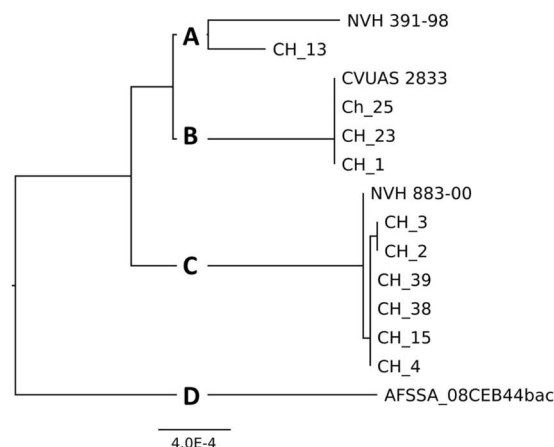 NVH 391-98
A
CH_13
CVUAS 2833
Ch_25
B
CH_23
CH_1
NVH 883-00
CH_3
CH_2
C
CH_39
CH_38
CH_15
CH_4
D
AFSSA_08CEB44bac
4.0E-4